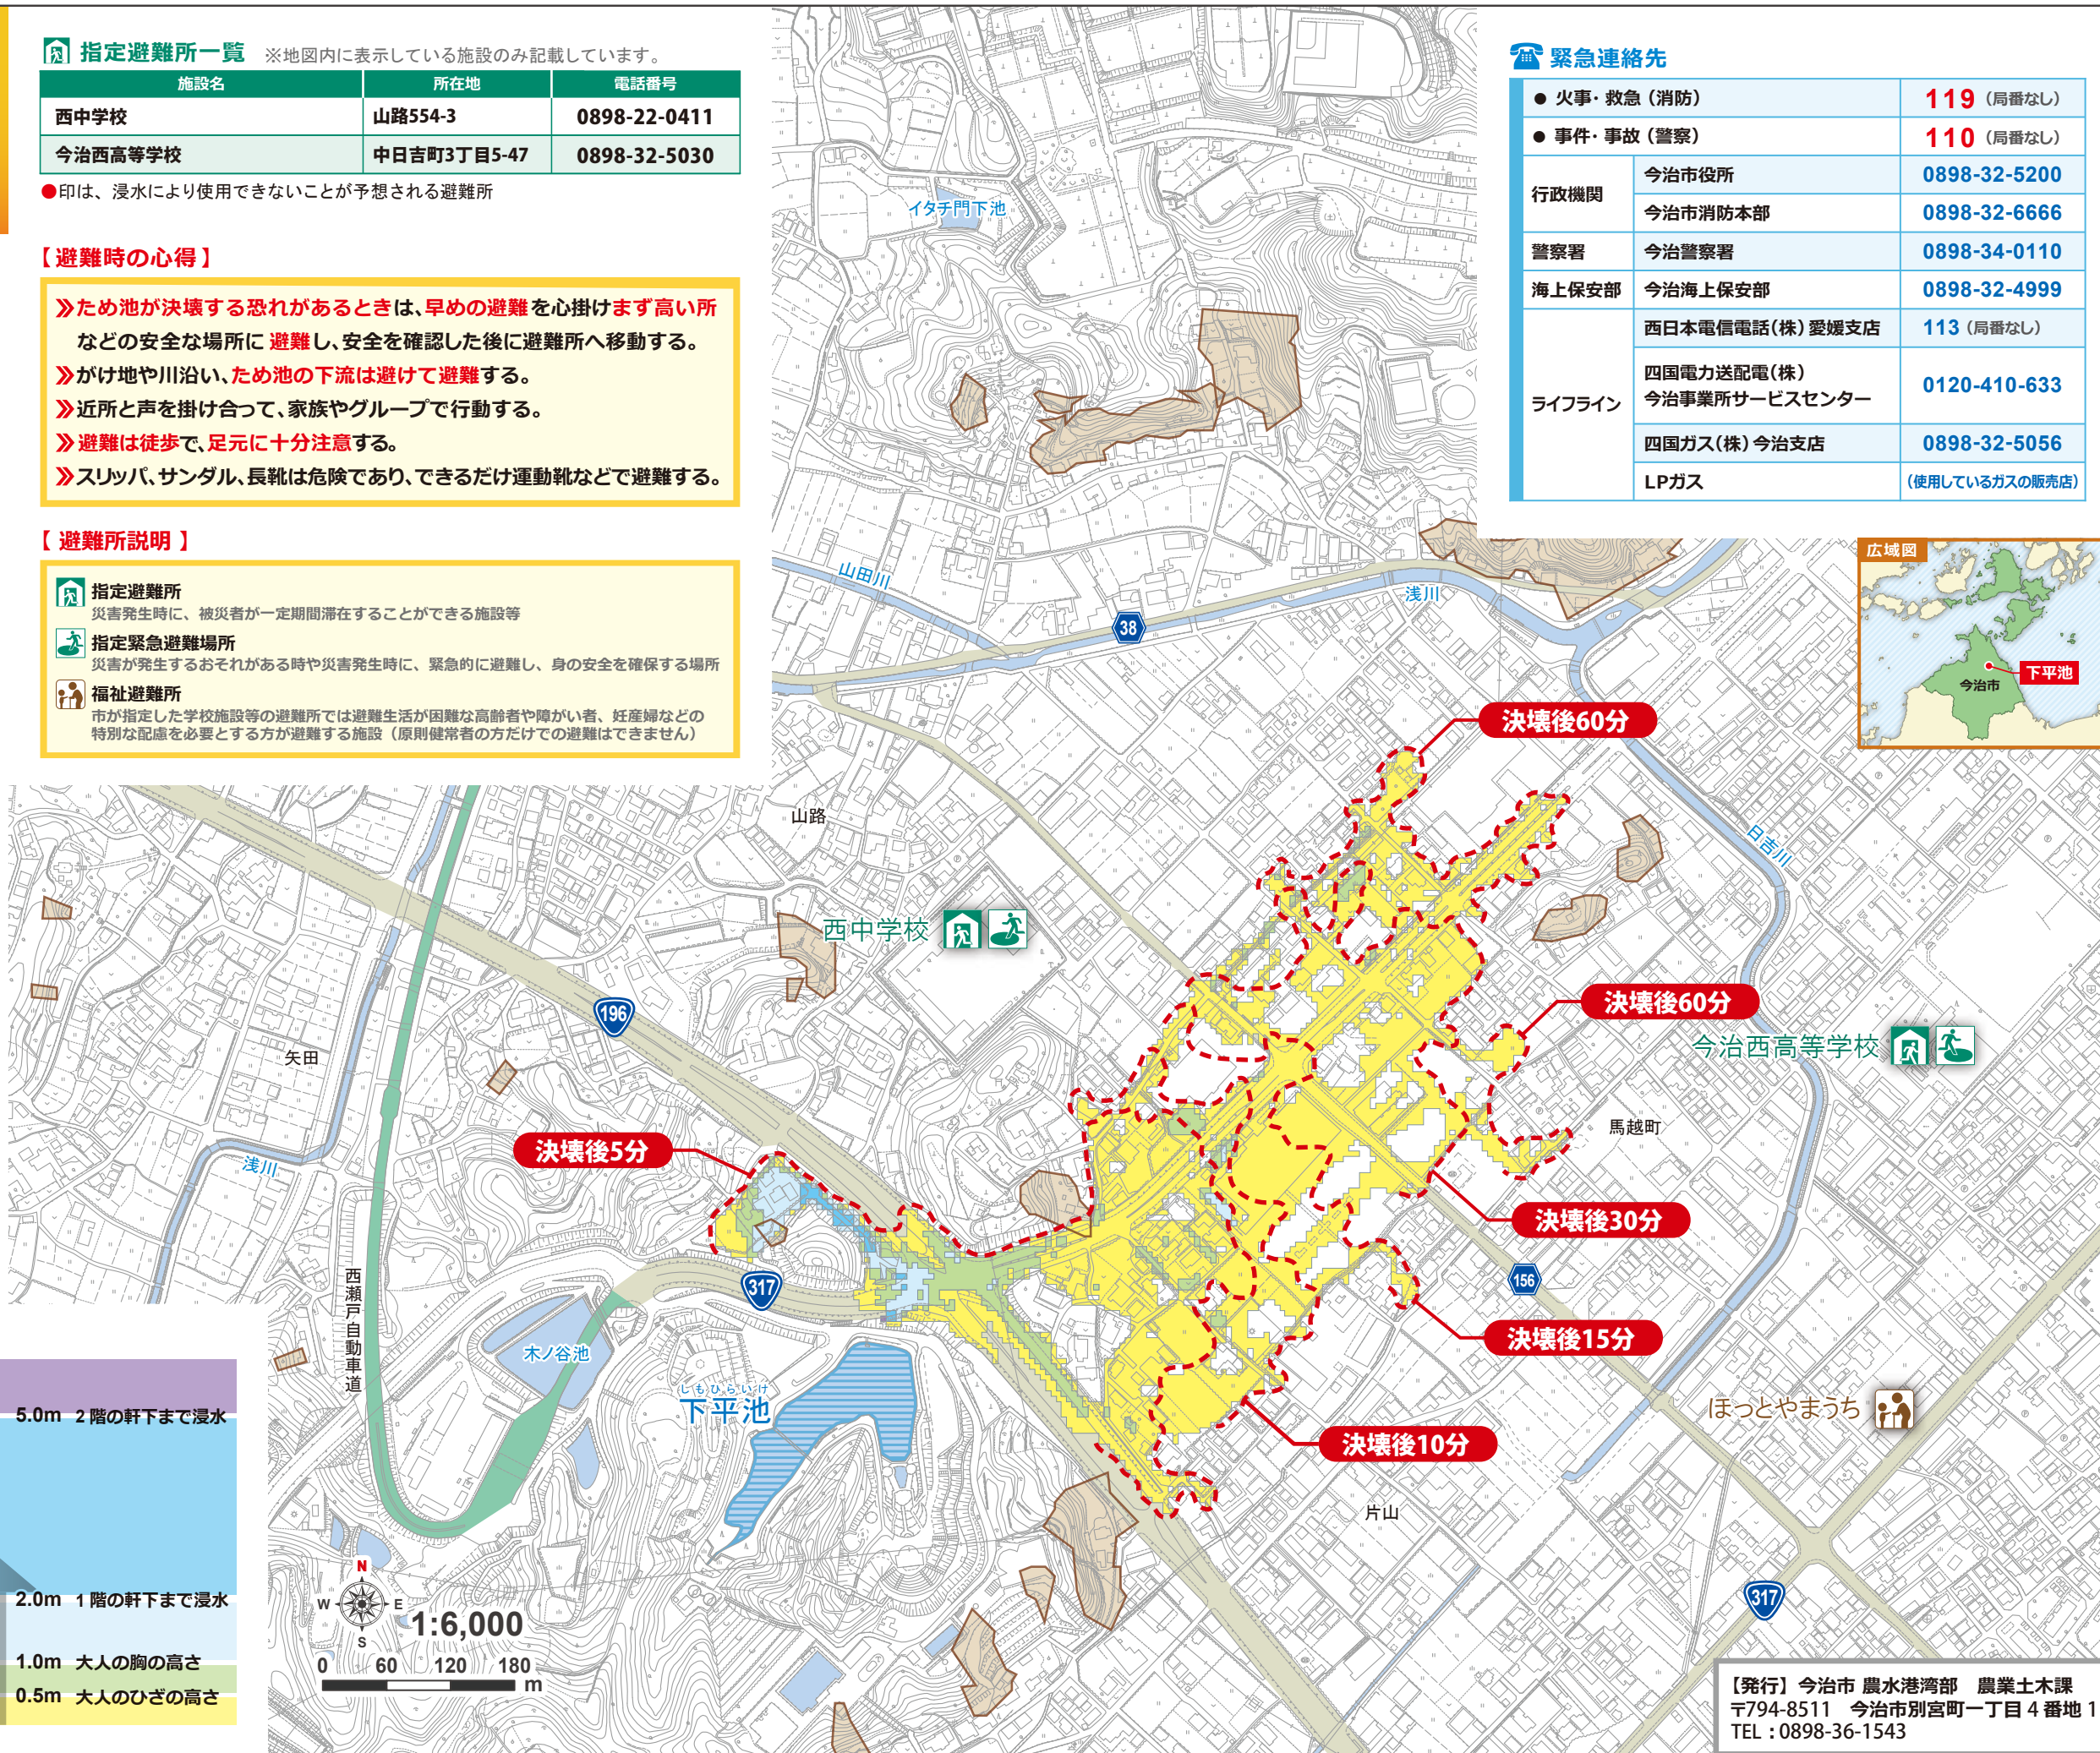 指定避難所一覧 ※地図内に表示している施設のみ記載しています。
施設名 所在地 電話番号
西中学校 山路554-3 0898-22-0411
今治西高等学校 中日吉町3丁目5-47 0898-32-5030
●印は、浸水により使用できないことが予想される避難所
【避難時の心得】
≫ため池が決壊する恐れがあるときは、早めの避難を心掛けまず高い所
などの安全な場所に避難し、安全を確認した後に避難所へ移動する。
≫がけ地や川沿い、ため池の下流は避けて避難する。
≫近所と声を掛け合って、家族やグループで行動する。
≫避難は徒歩で、足元に十分注意する。
≫スリッパ、サンダル、長靴は危険であり、できるだけ運動靴などで避難する。
【避難所説明】
指定避難所
災害発生時に、被災者が一定期間滞在することができる施設等
指定緊急避難場所
災害が発生するおそれがある時や災害発生時に、緊急的に避難し、身の安全を確保する場所
福祉避難所
市が指定した学校施設等の避難所では避難生活が困難な高齢者や障がい者、妊産婦などの
特別な配慮を必要とする方が避難する施設（原則健常者の方だけでの避難はできません）
緊急連絡先
● 火事・救急（消防） 119（局番なし）
● 事件・事故（警察） 110（局番なし）
行政機関 今治市役所 0898-32-5200
今治市消防本部 0898-32-6666
警察署 今治警察署 0898-34-0110
海上保安部 今治海上保安部 0898-32-4999
ライフライン 西日本電信電話(株)愛媛支店 113（局番なし）
四国電力送配電(株)
今治事業所サービスセンター 0120-410-633
四国ガス(株)今治支店 0898-32-5056
LPガス (使用しているガスの販売店)
広域図
今治市
下平池
イタチ門下池
山田川
浅川
38
決壊後60分
山路
日吉川
西中学校
196
決壊後60分
今治西高等学校
矢田
馬越町
決壊後5分
浅川
決壊後30分
西瀬戸自動車道
317
156
決壊後15分
木ノ谷池
しもひらいけ
下平池
ほっとやまうち
決壊後10分
片山
317
5.0m 2階の軒下まで浸水
2.0m 1階の軒下まで浸水
1.0m 大人の胸の高さ
0.5m 大人のひざの高さ
N
W E
S
1:6,000
0 60 120 180
m
【発行】今治市 農水港湾部 農業土木課
〒794-8511 今治市別宮町一丁目4番地1
TEL：0898-36-1543